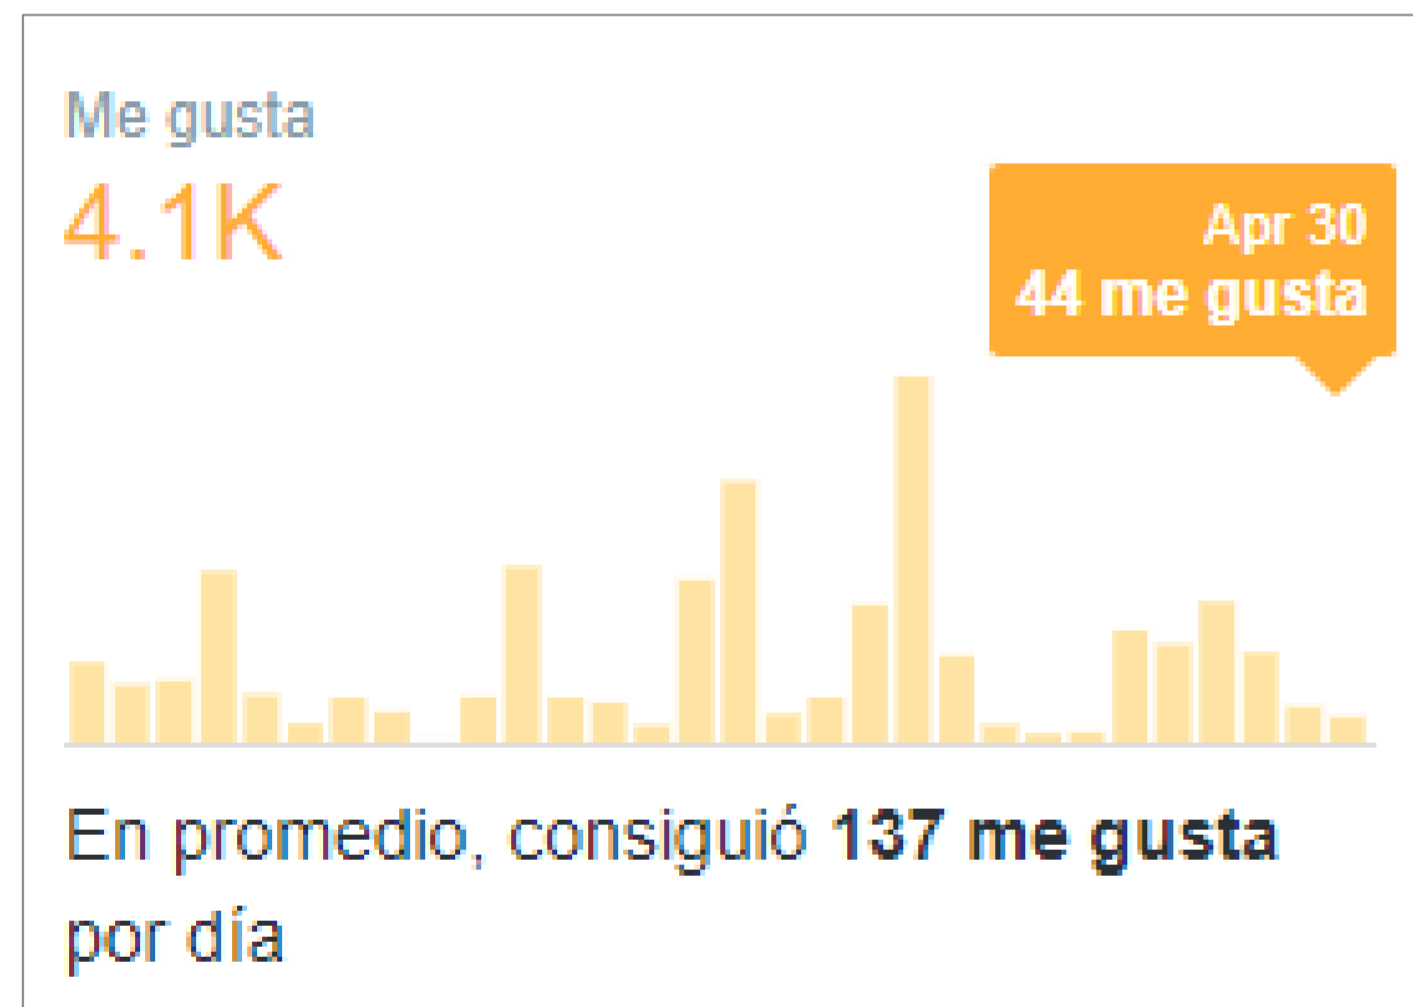 Me gusta
4.1K
Apr 30
44 me gusta
En promedio, consiguió 137 me gusta
por día